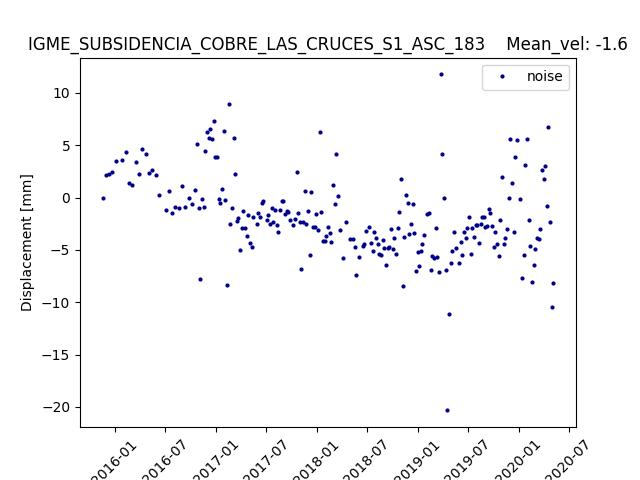 IGME_SUBSIDENCIA_COBRE_LAS_CRUCES_S1_ASC_183 Mean_vel: -1.6
noise
Displacement [mm]
10
5
0
−5
−10
−15
−20
2016-01 2016-07 2017-01 2017-07 2018-01 2018-07 2019-01 2019-07 2020-01 2020-07